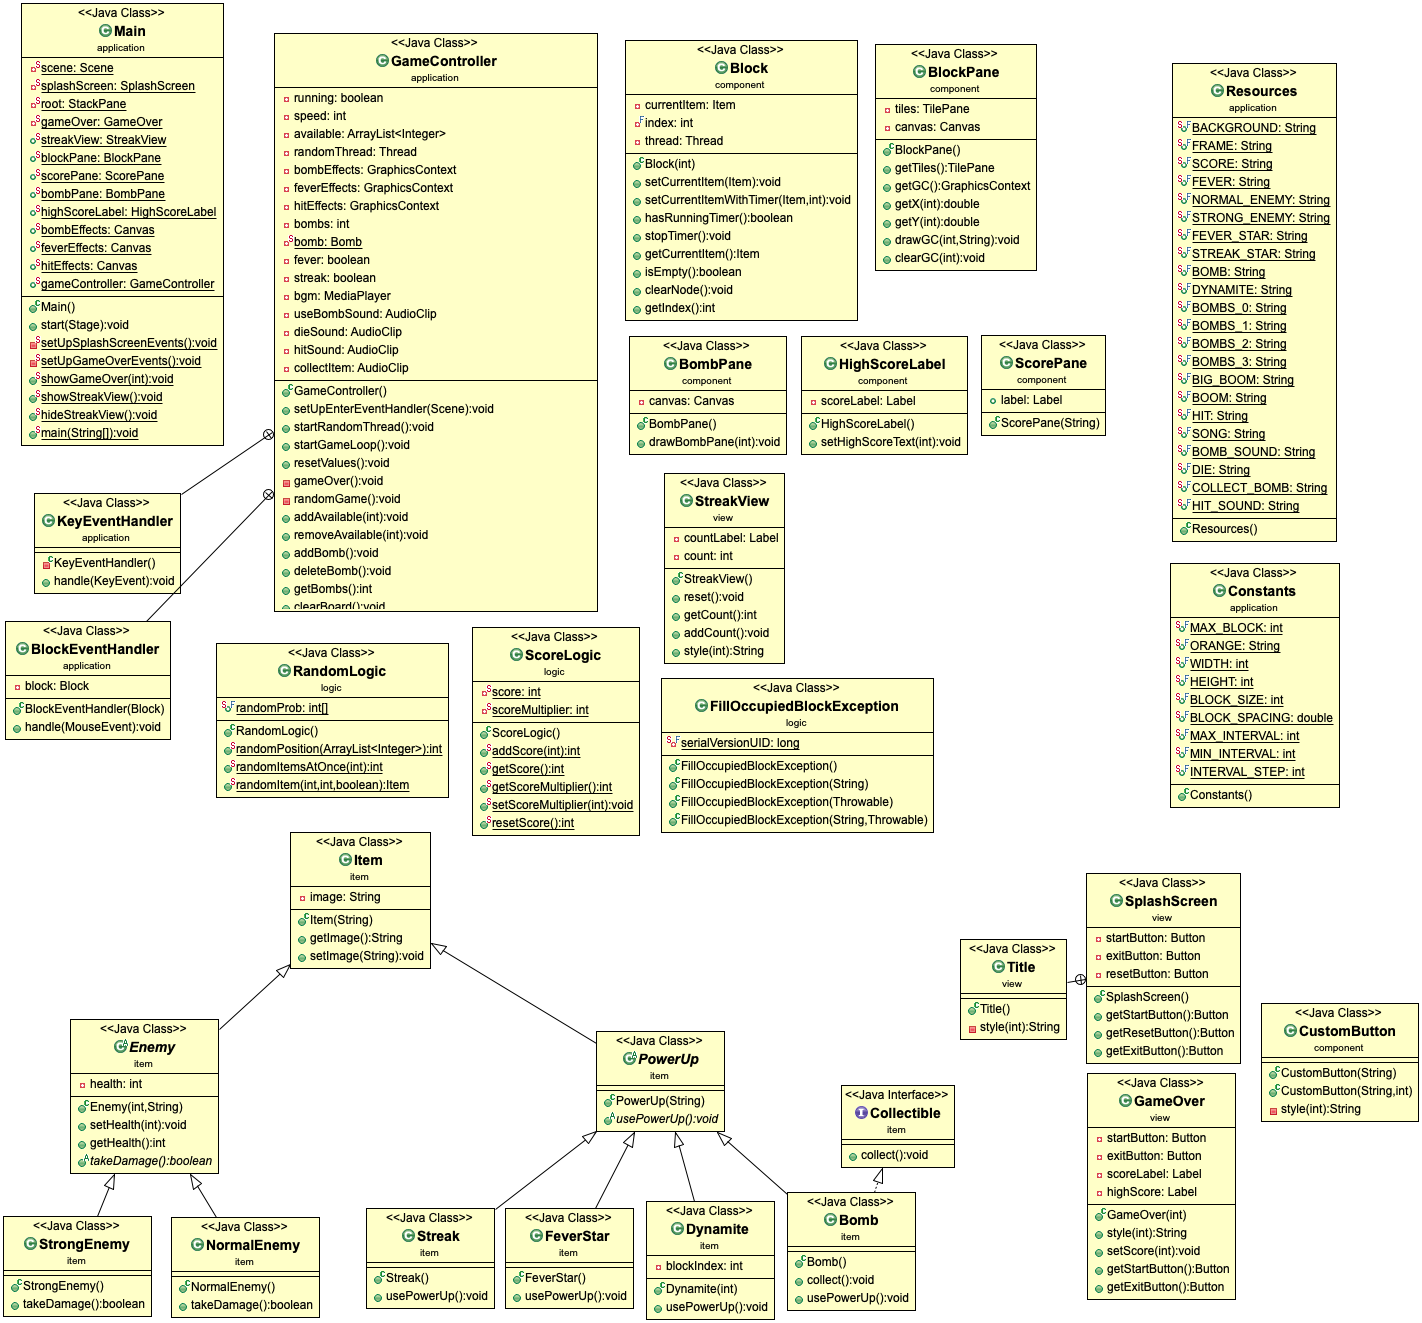 <<Java Class>>
Main
application
scene: Scene
splashScreen: SplashScreen
root: StackPane
gameOver: GameOver
streakView: StreakView
blockPane: BlockPane
scorePane: ScorePane
bombPane: BombPane
highScoreLabel: HighScoreLabel
bombEffects: Canvas
feverEffects: Canvas
hitEffects: Canvas
gameController: GameController
Main()
start(Stage):void
setUpSplashScreenEvents():void
setUpGameOverEvents():void
showGameOver(int):void
showStreakView():void
hideStreakView():void
main(String[]):void
<<Java Class>>
GameController
application
running: boolean
speed: int
available: ArrayList<Integer>
randomThread: Thread
bombEffects: GraphicsContext
feverEffects: GraphicsContext
hitEffects: GraphicsContext
bombs: int
bomb: Bomb
fever: boolean
streak: boolean
bgm: MediaPlayer
useBombSound: AudioClip
dieSound: AudioClip
hitSound: AudioClip
collectItem: AudioClip
GameController()
setUpEnterEventHandler(Scene):void
startRandomThread():void
startGameLoop():void
resetValues():void
gameOver():void
randomGame():void
addAvailable(int):void
removeAvailable(int):void
addBomb():void
deleteBomb():void
getBombs():int
clearBoard():void
<<Java Class>>
Block
component
currentItem: Item
index: int
thread: Thread
Block(int)
setCurrentItem(Item):void
setCurrentItemWithTimer(Item,int):void
hasRunningTimer():boolean
stopTimer():void
getCurrentItem():Item
isEmpty():boolean
clearNode():void
getIndex():int
<<Java Class>>
BlockPane
component
tiles: TilePane
canvas: Canvas
BlockPane()
getTiles():TilePane
getGC():GraphicsContext
getX(int):double
getY(int):double
drawGC(int,String):void
clearGC(int):void
<<Java Class>>
Resources
application
BACKGROUND: String
FRAME: String
SCORE: String
FEVER: String
NORMAL_ENEMY: String
STRONG_ENEMY: String
FEVER_STAR: String
STREAK_STAR: String
BOMB: String
DYNAMITE: String
BOMBS_0: String
BOMBS_1: String
BOMBS_2: String
BOMBS_3: String
BIG_BOOM: String
BOOM: String
HIT: String
SONG: String
BOMB_SOUND: String
DIE: String
COLLECT_BOMB: String
HIT_SOUND: String
Resources()
<<Java Class>>
BombPane
component
canvas: Canvas
BombPane()
drawBombPane(int):void
<<Java Class>>
HighScoreLabel
component
scoreLabel: Label
HighScoreLabel()
setHighScoreText(int):void
<<Java Class>>
ScorePane
component
label: Label
ScorePane(String)
<<Java Class>>
KeyEventHandler
application
KeyEventHandler()
handle(KeyEvent):void
<<Java Class>>
StreakView
view
countLabel: Label
count: int
StreakView()
reset():void
getCount():int
addCount():void
style(int):String
<<Java Class>>
Constants
application
MAX_BLOCK: int
ORANGE: String
WIDTH: int
HEIGHT: int
BLOCK_SIZE: int
BLOCK_SPACING: double
MAX_INTERVAL: int
MIN_INTERVAL: int
INTERVAL_STEP: int
Constants()
<<Java Class>>
BlockEventHandler
application
block: Block
BlockEventHandler(Block)
handle(MouseEvent):void
<<Java Class>>
RandomLogic
logic
randomProb: int[]
RandomLogic()
randomPosition(ArrayList<Integer>):int
randomItemsAtOnce(int):int
randomItem(int,int,boolean):Item
<<Java Class>>
ScoreLogic
logic
score: int
scoreMultiplier: int
ScoreLogic()
addScore(int):int
getScore():int
getScoreMultiplier():int
setScoreMultiplier(int):void
resetScore():int
<<Java Class>>
FillOccupiedBlockException
logic
serialVersionUID: long
FillOccupiedBlockException()
FillOccupiedBlockException(String)
FillOccupiedBlockException(Throwable)
FillOccupiedBlockException(String,Throwable)
<<Java Class>>
Item
item
image: String
Item(String)
getImage():String
setImage(String):void
<<Java Class>>
SplashScreen
view
startButton: Button
exitButton: Button
resetButton: Button
SplashScreen()
getStartButton():Button
getResetButton():Button
getExitButton():Button
<<Java Class>>
Title
view
Title()
style(int):String
<<Java Class>>
CustomButton
component
CustomButton(String)
CustomButton(String,int)
style(int):String
<<Java Class>>
Enemy
item
health: int
Enemy(int,String)
setHealth(int):void
getHealth():int
takeDamage():boolean
<<Java Class>>
PowerUp
item
PowerUp(String)
usePowerUp():void
<<Java Interface>>
Collectible
item
collect():void
<<Java Class>>
GameOver
view
startButton: Button
exitButton: Button
scoreLabel: Label
highScore: Label
GameOver(int)
style(int):String
setScore(int):void
getStartButton():Button
getExitButton():Button
<<Java Class>>
StrongEnemy
item
StrongEnemy()
takeDamage():boolean
<<Java Class>>
NormalEnemy
item
NormalEnemy()
takeDamage():boolean
<<Java Class>>
Streak
item
Streak()
usePowerUp():void
<<Java Class>>
FeverStar
item
FeverStar()
usePowerUp():void
<<Java Class>>
Dynamite
item
blockIndex: int
Dynamite(int)
usePowerUp():void
<<Java Class>>
Bomb
item
Bomb()
collect():void
usePowerUp():void